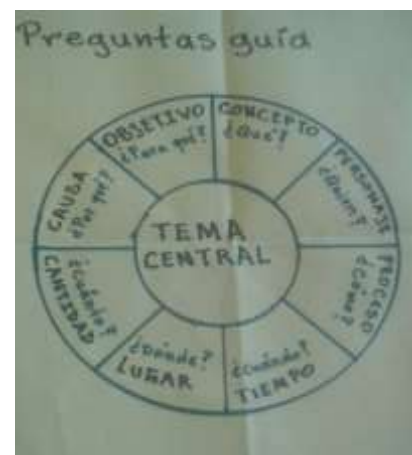 Preguntas guía
OBJETIVO
¿Para qué?
CONCEPTO
¿Qué?
PERSONAJE
¿Quién?
PROCESO
¿Cómo?
TIEMPO
¿Cuándo?
LUGAR
¿Dónde?
CANTIDAD
¿Cuánto?
CAUSA
¿Por qué?
TEMA
CENTRAL